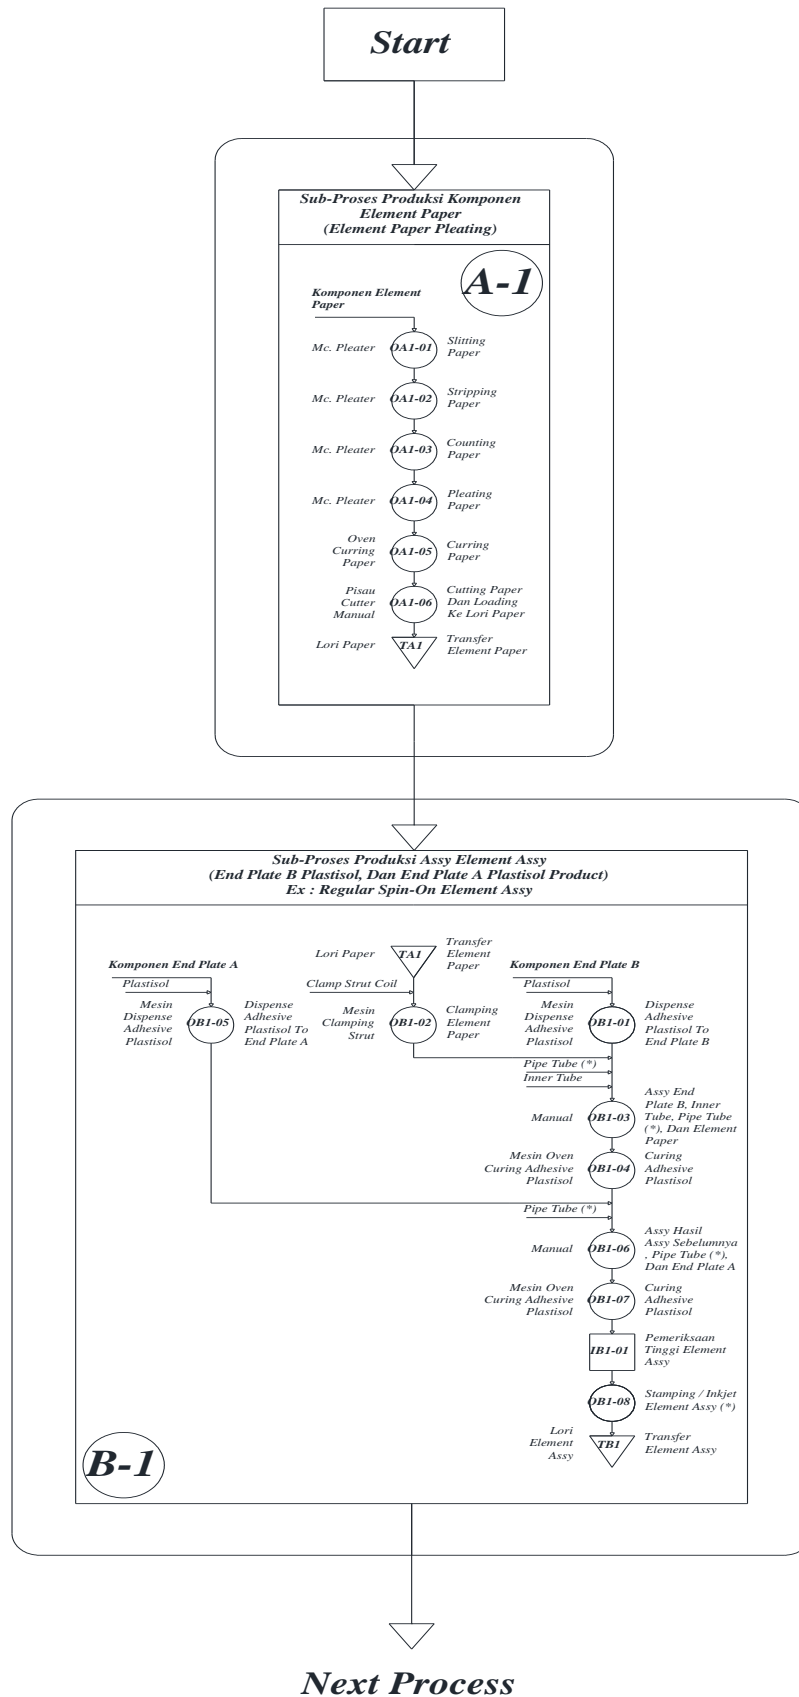 Start
Sub-Proses Produksi Komponen
Element Paper
(Element Paper Pleating)
A-1
Komponen Element
Paper
Mc. Pleater
OA1-01
Slitting
Paper
Mc. Pleater
OA1-02
Stripping
Paper
Mc. Pleater
OA1-03
Counting
Paper
Mc. Pleater
OA1-04
Pleating
Paper
Oven
Curring
Paper
OA1-05
Curring
Paper
Pisau
Cutter
Manual
OA1-06
Cutting Paper
Dan Loading
Ke Lori Paper
Lori Paper
TA1
Transfer
Element Paper
Sub-Proses Produksi Assy Element Assy
(End Plate B Plastisol, Dan End Plate A Plastisol Product)
Ex : Regular Spin-On Element Assy
Komponen End Plate A
Plastisol
Mesin
Dispense
Adhesive
Plastisol
OB1-05
Dispense
Adhesive
Plastisol To
End Plate A
Lori Paper
TA1
Transfer
Element
Paper
Clamp Strut Coil
Mesin
Clamping
Strut
OB1-02
Clamping
Element
Paper
Komponen End Plate B
Plastisol
Mesin
Dispense
Adhesive
Plastisol
OB1-01
Dispense
Adhesive
Plastisol To
End Plate B
Pipe Tube (*)
Inner Tube
Manual
OB1-03
Assy End
Plate B, Inner
Tube, Pipe Tube
(*), Dan Element
Paper
Mesin Oven
Curing Adhesive
Plastisol
OB1-04
Curing
Adhesive
Plastisol
Pipe Tube (*)
Manual
OB1-06
Assy Hasil
Assy Sebelumnya
, Pipe Tube (*),
Dan End Plate A
Mesin Oven
Curing Adhesive
Plastisol
OB1-07
Curing
Adhesive
Plastisol
IB1-01
Pemeriksaan
Tinggi Element
Assy
OB1-08
Stamping / Inkjet
Element Assy (*)
Lori
Element
Assy
TB1
Transfer
Element Assy
B-1
Next Process